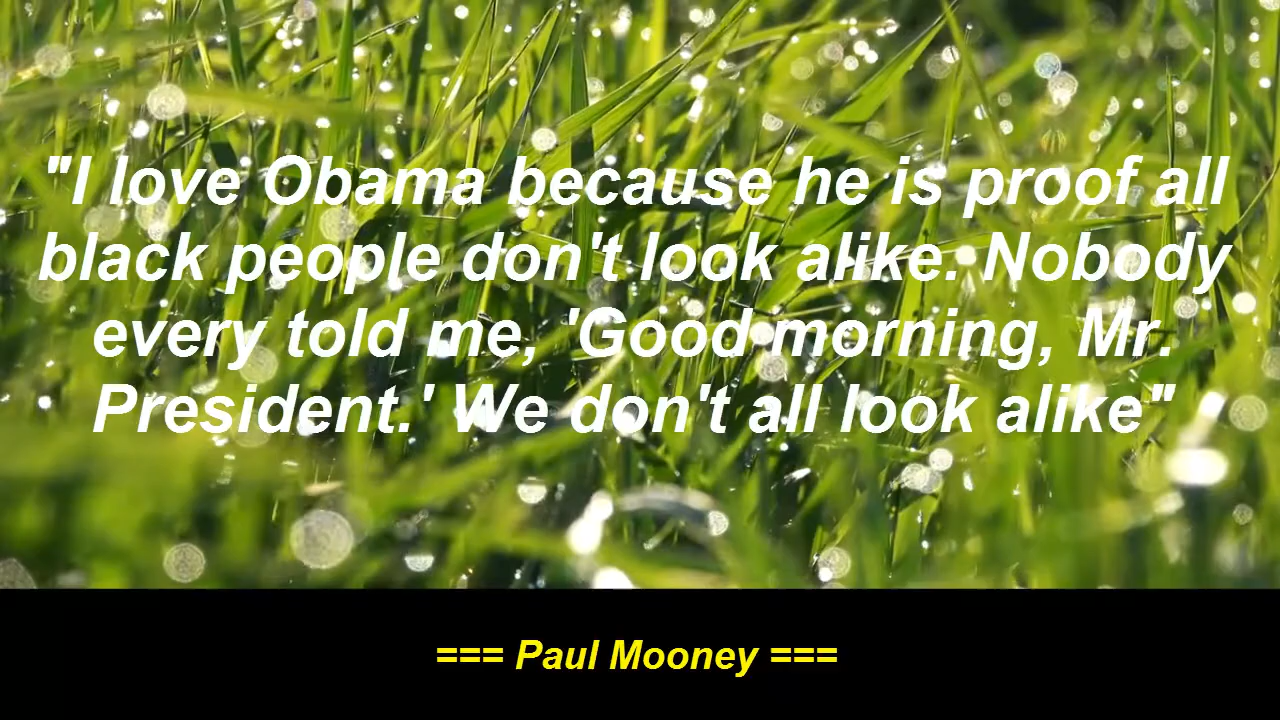 "I love Obama because he is proof all
black people don't look alike. Nobody
every told me, 'Good morning, Mr.
President.' We don't all look alike"
=== Paul Mooney ===